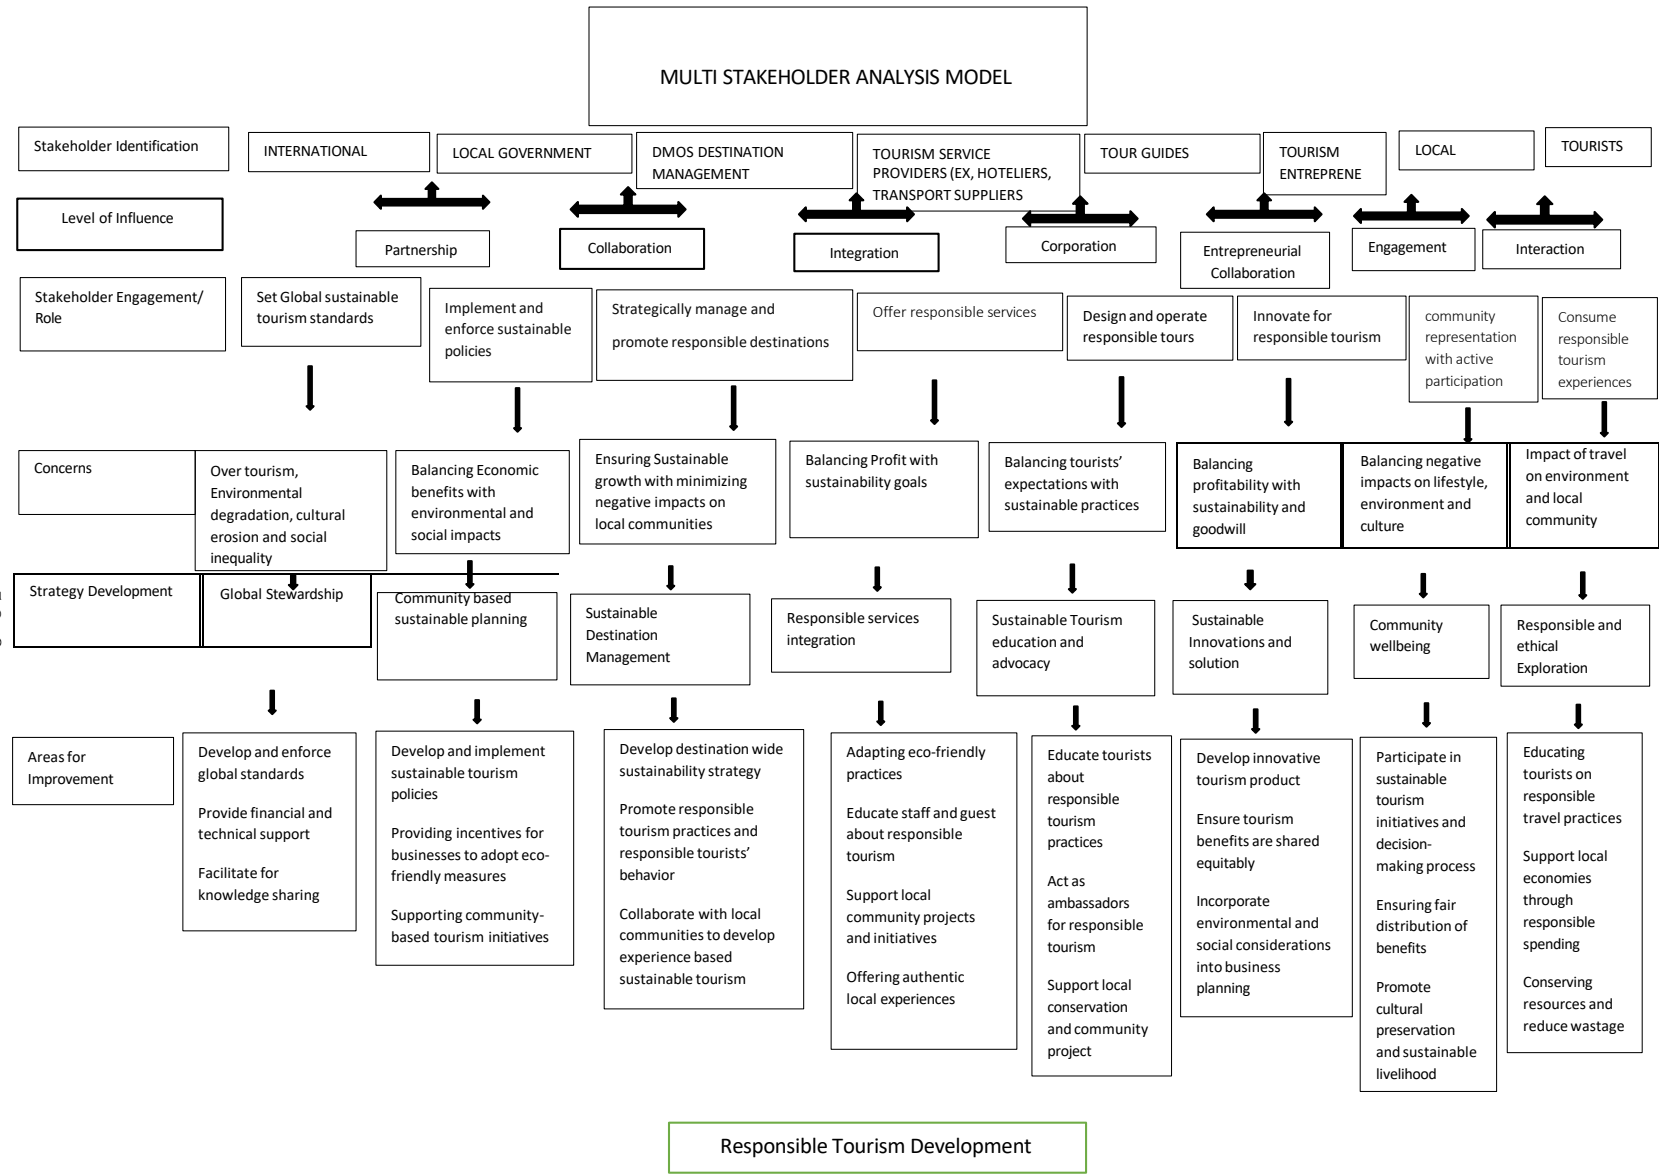 MULTI STAKEHOLDER ANALYSIS MODEL
Stakeholder Identification
INTERNATIONAL
LOCAL GOVERNMENT
DMOS DESTINATION
MANAGEMENT
TOURISM SERVICE
PROVIDERS (EX, HOTELIERS,
TRANSPORT SUPPLIERS
TOUR GUIDES
TOURISM
ENTREPRENE
LOCAL
TOURISTS
Level of Influence
Partnership
Collaboration
Integration
Corporation
Entrepreneurial
Collaboration
Engagement
Interaction
Stakeholder Engagement/
Role
Set Global sustainable
tourism standards
Implement and
enforce sustainable
policies
Strategically manage and
promote responsible destinations
Offer responsible services
Design and operate
responsible tours
Innovate for
responsible tourism
community
representation
with active
participation
Consume
responsible
tourism
experiences
Concerns
Over tourism,
Environmental
degradation, cultural
erosion and social
inequality
Balancing Economic
benefits with
environmental and
social impacts
Ensuring Sustainable
growth with minimizing
negative impacts on
local communities
Balancing Profit with
sustainability goals
Balancing tourists’
expectations with
sustainable practices
Balancing
profitability with
sustainability and
goodwill
Balancing negative
impacts on lifestyle,
environment and
culture
Impact of travel
on environment
and local
community
Strategy Development
Global Stewardship
Community based
sustainable planning
Sustainable
Destination
Management
Responsible services
integration
Sustainable Tourism
education and
advocacy
Sustainable
Innovations and
solution
Community
wellbeing
Responsible and
ethical
Exploration
Areas for
Improvement
Develop and enforce
global standards
Provide financial and
technical support
Facilitate for
knowledge sharing
Develop and implement
sustainable tourism
policies
Providing incentives for
businesses to adopt eco-
friendly measures
Supporting community-
based tourism initiatives
Develop destination wide
sustainability strategy
Promote responsible
tourism practices and
responsible tourists’
behavior
Collaborate with local
communities to develop
experience based
sustainable tourism
Adapting eco-friendly
practices
Educate staff and guest
about responsible
tourism
Support local
community projects
and initiatives
Offering authentic
local experiences
Educate tourists
about
responsible
tourism
practices
Act as
ambassadors
for responsible
tourism
Support local
conservation
and community
project
Develop innovative
tourism product
Ensure tourism
benefits are shared
equitably
Incorporate
environmental and
social considerations
into business
planning
Participate in
sustainable
tourism
initiatives and
decision-
making process
Ensuring fair
distribution of
benefits
Promote
cultural
preservation
and sustainable
livelihood
Educating
tourists on
responsible
travel practices
Support local
economies
through
responsible
spending
Conserving
resources and
reduce wastage
Responsible Tourism Development